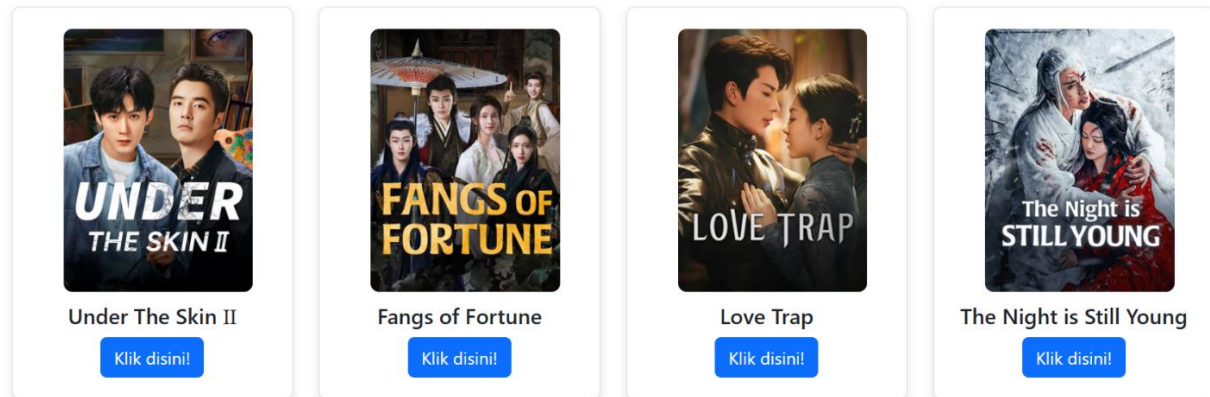 UNDER
THE SKIN II
Under The Skin II
Klik disini!
FANGS OF
FORTUNE
Fangs of Fortune
Klik disini!
LOVE TRAP
Love Trap
Klik disini!
The Night is
STILL YOUNG
The Night is Still Young
Klik disini!